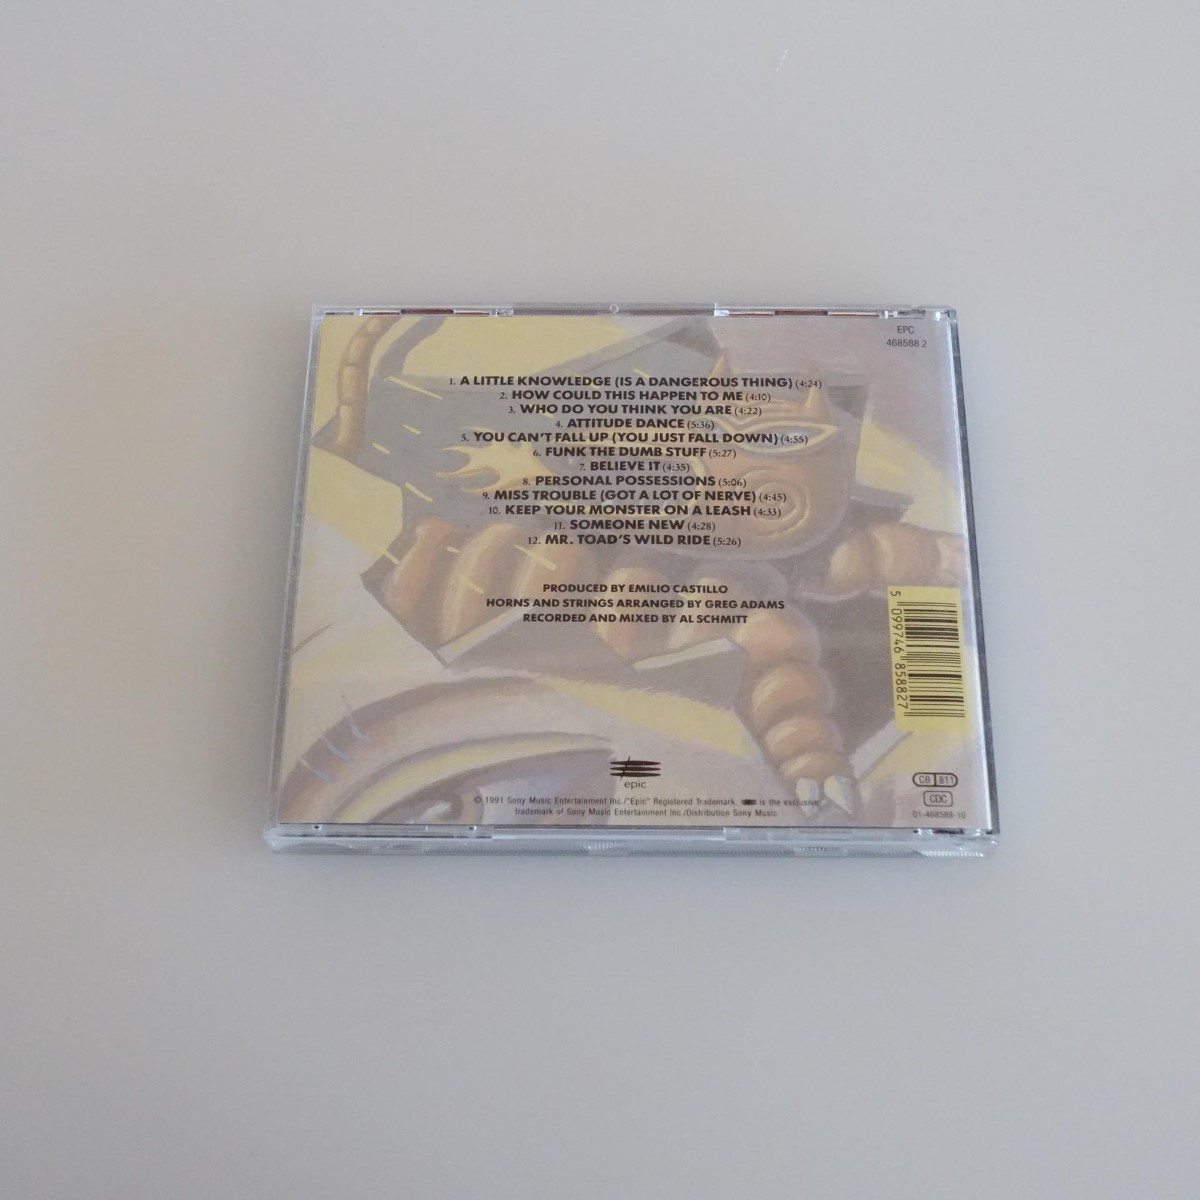 EPC
468588 2
1. A LITTLE KNOWLEDGE (IS A DANGEROUS THING) (4:24)
2. HOW COULD THIS HAPPEN TO ME (4:10)
3. WHO DO YOU THINK YOU ARE (4:22)
4. ATTITUDE DANCE (5:36)
5. YOU CAN'T FALL UP (YOU JUST FALL DOWN) (4:55)
6. FUNK THE DUMB STUFF (5:27)
7. BELIEVE IT (4:35)
8. PERSONAL POSSESSIONS (5:06)
9. MISS TROUBLE (GOT A LOT OF NERVE) (4:45)
10. KEEP YOUR MONSTER ON A LEASH (4:33)
11. SOMEONE NEW (4:28)
12. MR. TOAD'S WILD RIDE (5:26)
PRODUCED BY EMILIO CASTILLO
HORNS AND STRINGS ARRANGED BY GREG ADAMS
RECORDED AND MIXED BY AL SCHMITT
5 099746 858827
epic
© 1991 Sony Music Entertainment Inc./"Epic" Registered Trademark, is the exclusive
trademark of Sony Music Entertainment Inc./Distribution Sony Music
CB 811
CDC
01-468588-10